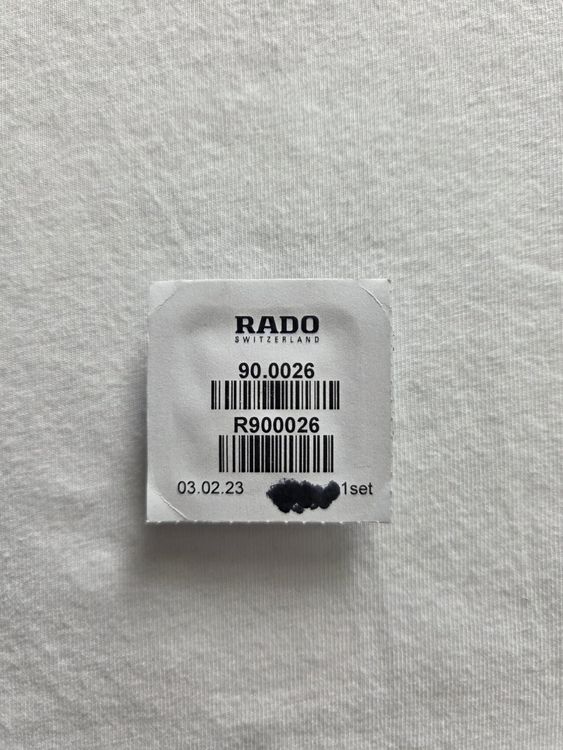 RADO
SWITZERLAND
90.0026
R900026
03.02.23 1set